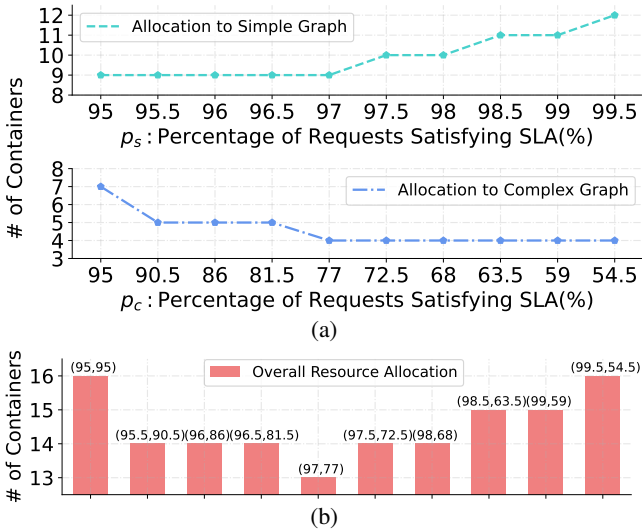 12
11
10
9
8
Allocation to Simple Graph
95 95.5 96 96.5 97 97.5 98 98.5 99 99.5
p_s : Percentage of Requests Satisfying SLA(%)
# of Containers
8
7
6
5
4
3
Allocation to Complex Graph
95 90.5 86 81.5 77 72.5 68 63.5 59 54.5
p_c : Percentage of Requests Satisfying SLA(%)
(a)
# of Containers
16
15
14
13
Overall Resource Allocation
(95,95)
(95.5,90.5)
(96,86)
(96.5,81.5)
(97,77)
(97.5,72.5)
(98,68)
(98.5,63.5)
(99,59)
(99.5,54.5)
(b)